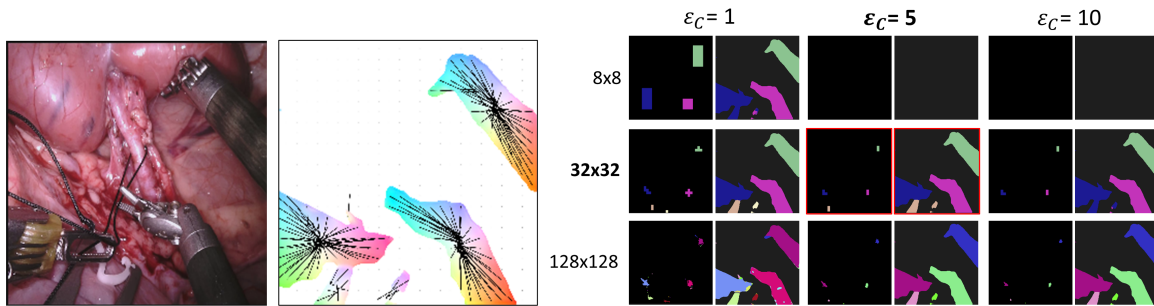 ε_C = 1
ε_C = 5
ε_C = 10
8x8
32x32
128x128